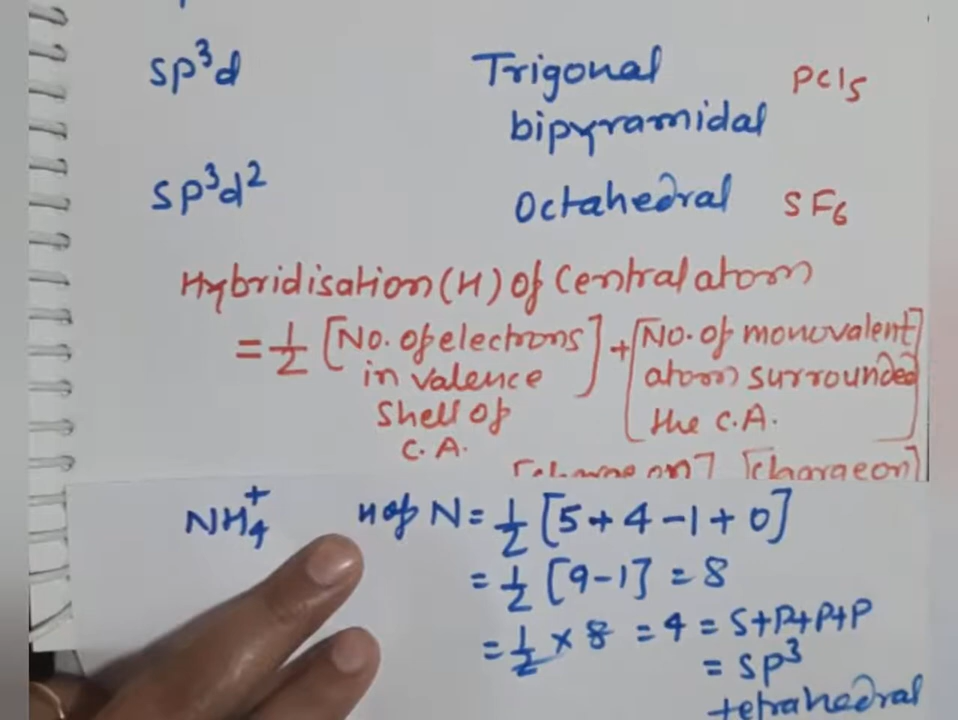 sp³d Trigonal PCl₅
bipyramidal
sp³d² Octahedral SF₆
Hybridisation (H) of Central atom
= 1/2 [No. of electrons] + [No. of monovalent]
in valence atom surrounded
shell of the C.A.
C.A.
[chargeon]
NH₄⁺ H of N = 1/2 [5 + 4 - 1 + 0]
= 1/2 [9 - 1] = 8
= 1/2 × 8 = 4 = S+P+P+P
= sp³
tetrahedral